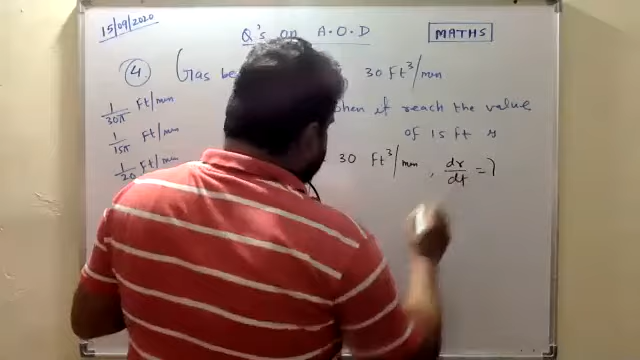 15/09/2020
Q's on A.O.D
MATHS
4 Gas be 30 ft³/min
when it reach the value
of 15 ft is
1/30π ft/min
1/15π ft/min
1/20 ft/min
30 ft³/min , dr/dt = ?